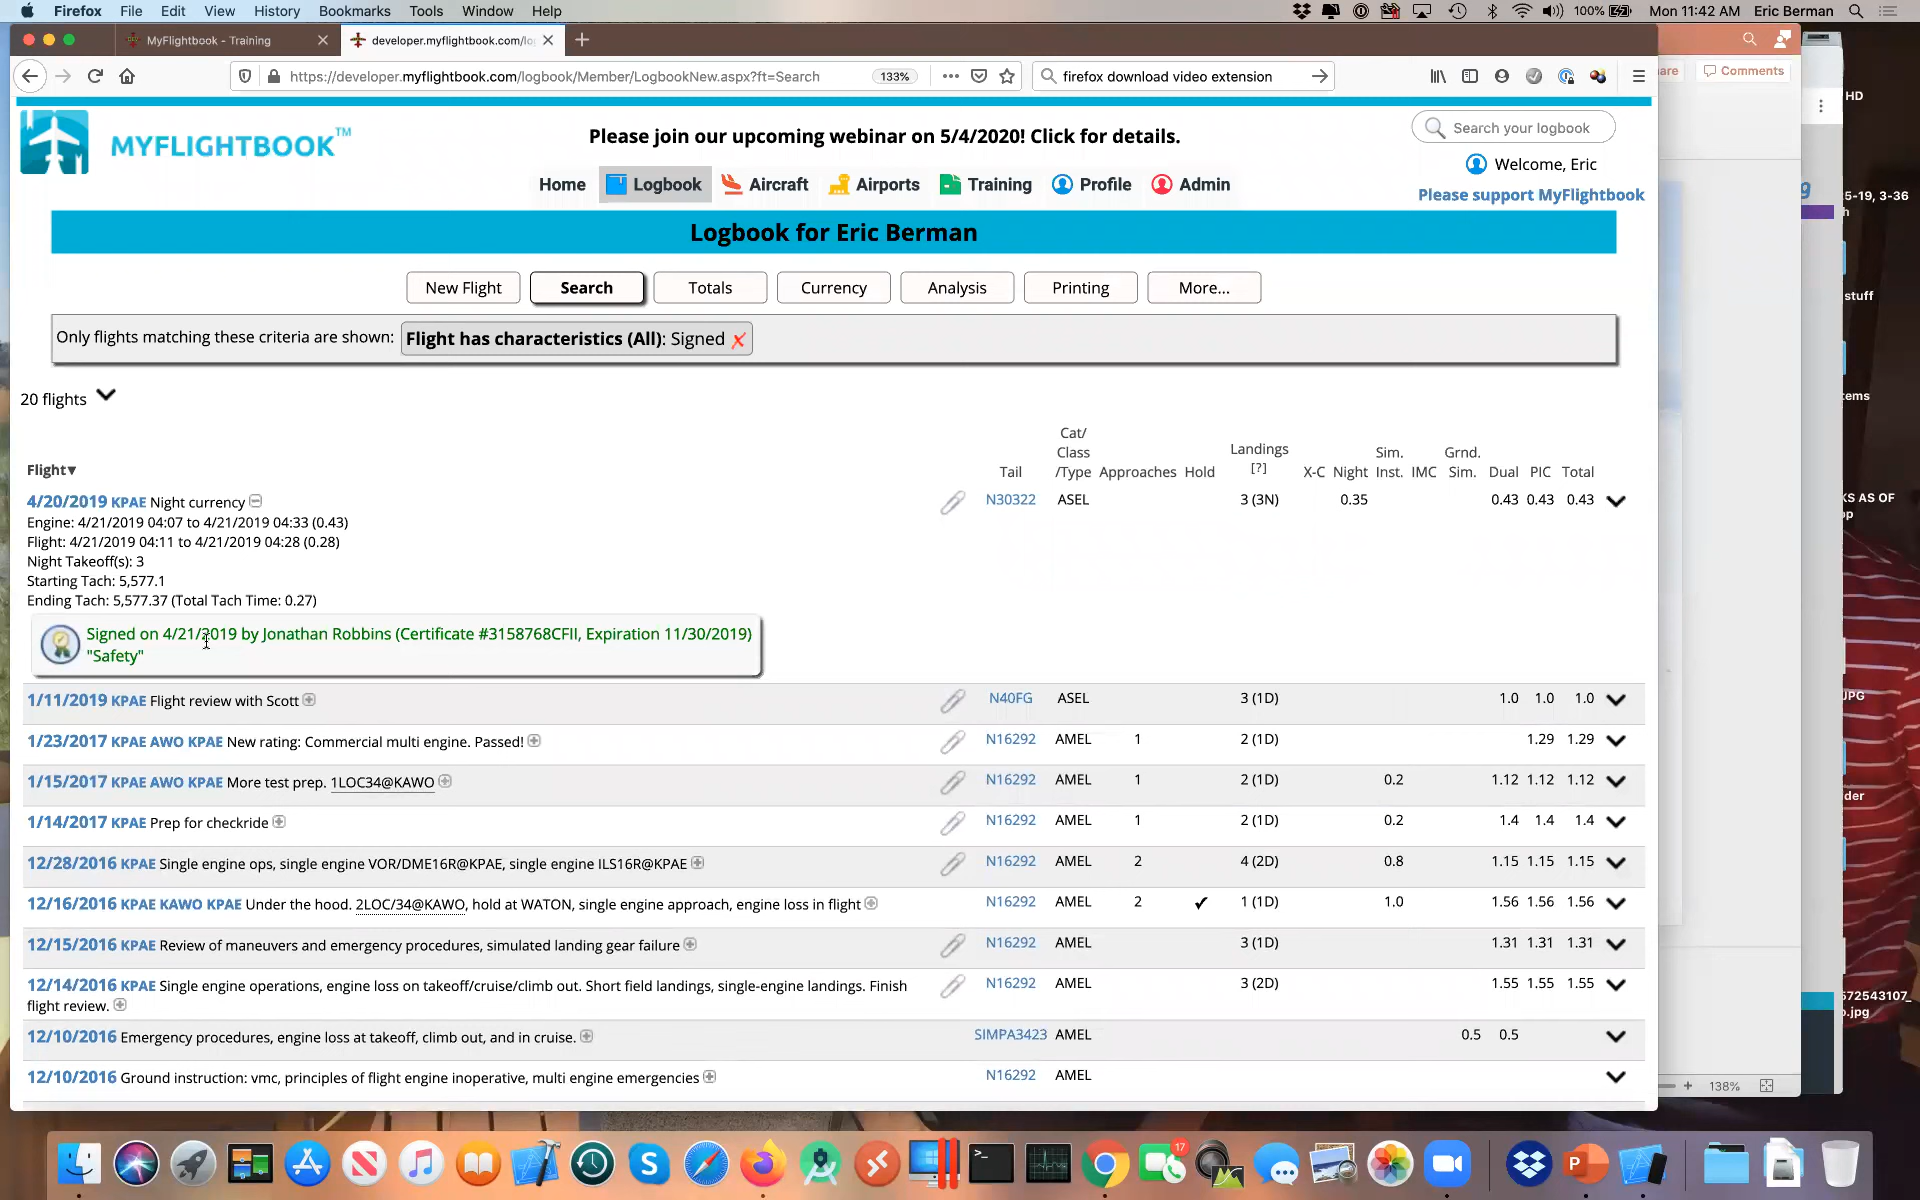 Firefox File Edit View History Bookmarks Tools Window Help 100% Mon 11:42 AM Eric Berman
MyFlightbook - Training developer.myflightbook.com/lo
https://developer.myflightbook.com/logbook/Member/LogbookNew.aspx?ft=Search 133% firefox download video extension
are Comments
HD
MYFLIGHTBOOK™
Please join our upcoming webinar on 5/4/2020! Click for details.
Search your logbook
Welcome, Eric
Home Logbook Aircraft Airports Training Profile Admin
Please support MyFlightbook
5-19, 3-36
h
Logbook for Eric Berman
New Flight Search Totals Currency Analysis Printing More...
stuff
Only flights matching these criteria are shown: Flight has characteristics (All): Signed
20 flights
tems
Flight▾ Tail Cat/ Class /Type Approaches Hold Landings [?] X-C Night Sim. Inst. IMC Grnd. Sim. Dual PIC Total
4/20/2019 KPAE Night currency N30322 ASEL 3 (3N) 0.35 0.43 0.43 0.43
KS AS OF
op
Engine: 4/21/2019 04:07 to 4/21/2019 04:33 (0.43)
Flight: 4/21/2019 04:11 to 4/21/2019 04:28 (0.28)
Night Takeoff(s): 3
Starting Tach: 5,577.1
Ending Tach: 5,577.37 (Total Tach Time: 0.27)
Signed on 4/21/2019 by Jonathan Robbins (Certificate #3158768CFII, Expiration 11/30/2019)
"Safety"
1/11/2019 KPAE Flight review with Scott N40FG ASEL 3 (1D) 1.0 1.0 1.0
JPG
1/23/2017 KPAE AWO KPAE New rating: Commercial multi engine. Passed! N16292 AMEL 1 2 (1D) 1.29 1.29
1/15/2017 KPAE AWO KPAE More test prep. 1LOC34@KAWO N16292 AMEL 1 2 (1D) 0.2 1.12 1.12 1.12
der
1/14/2017 KPAE Prep for checkride N16292 AMEL 1 2 (1D) 0.2 1.4 1.4 1.4
12/28/2016 KPAE Single engine ops, single engine VOR/DME16R@KPAE, single engine ILS16R@KPAE N16292 AMEL 2 4 (2D) 0.8 1.15 1.15 1.15
12/16/2016 KPAE KAWO KPAE Under the hood. 2LOC/34@KAWO, hold at WATON, single engine approach, engine loss in flight N16292 AMEL 2 ✓ 1 (1D) 1.0 1.56 1.56 1.56
12/15/2016 KPAE Review of maneuvers and emergency procedures, simulated landing gear failure N16292 AMEL 3 (1D) 1.31 1.31 1.31
12/14/2016 KPAE Single engine operations, engine loss on takeoff/cruise/climb out. Short field landings, single-engine landings. Finish N16292 AMEL 3 (2D) 1.55 1.55 1.55
flight review.
572543107_
o.jpg
12/10/2016 Emergency procedures, engine loss at takeoff, climb out, and in cruise. SIMPA3423 AMEL 0.5 0.5
12/10/2016 Ground instruction: vmc, principles of flight engine inoperative, multi engine emergencies N16292 AMEL
138%
17